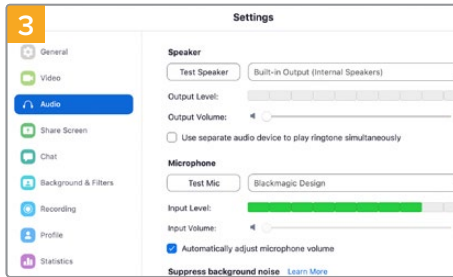 3
Settings
General
Video
Audio
Share Screen
Chat
Background & Filters
Recording
Profile
Statistics
Speaker
Test Speaker Built-in Output (Internal Speakers)
Output Level:
Output Volume:
Use separate audio device to play ringtone simultaneously
Microphone
Test Mic Blackmagic Design
Input Level:
Input Volume:
Automatically adjust microphone volume
Suppress background noise Learn More